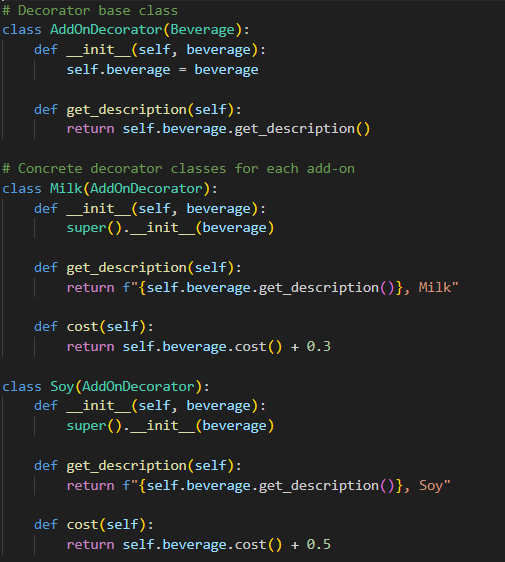 # Decorator base class
class AddOnDecorator(Beverage):
    def __init__(self, beverage):
        self.beverage = beverage

    def get_description(self):
        return self.beverage.get_description()

# Concrete decorator classes for each add-on
class Milk(AddOnDecorator):
    def __init__(self, beverage):
        super().__init__(beverage)

    def get_description(self):
        return f"{self.beverage.get_description()}, Milk"

    def cost(self):
        return self.beverage.cost() + 0.3

class Soy(AddOnDecorator):
    def __init__(self, beverage):
        super().__init__(beverage)

    def get_description(self):
        return f"{self.beverage.get_description()}, Soy"

    def cost(self):
        return self.beverage.cost() + 0.5